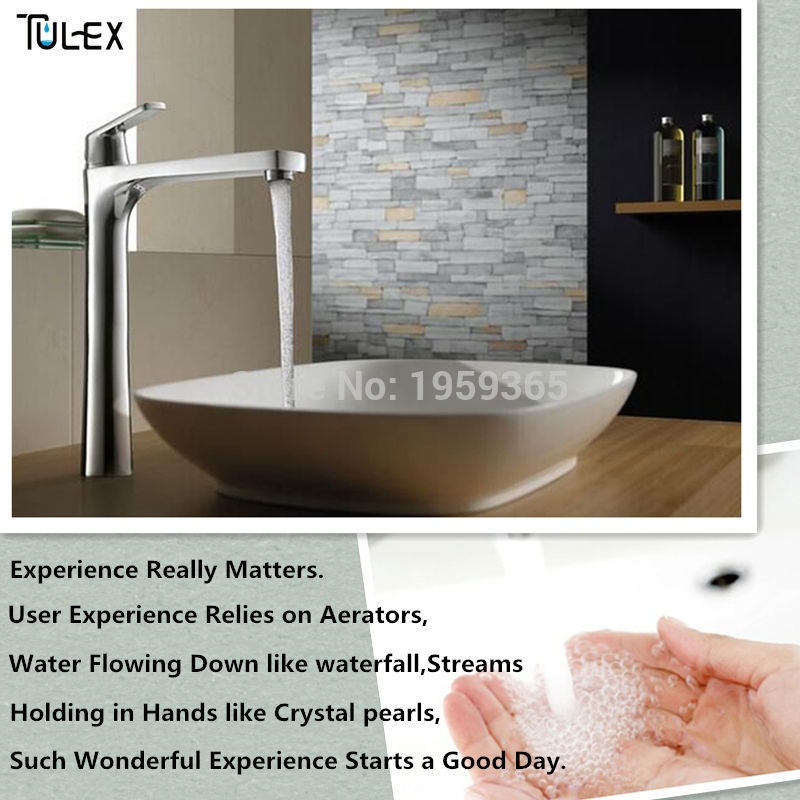 TULEX
Store No: 1959365
Experience Really Matters.
User Experience Relies on Aerators,
Water Flowing Down like waterfall,Streams
Holding in Hands like Crystal pearls,
Such Wonderful Experience Starts a Good Day.